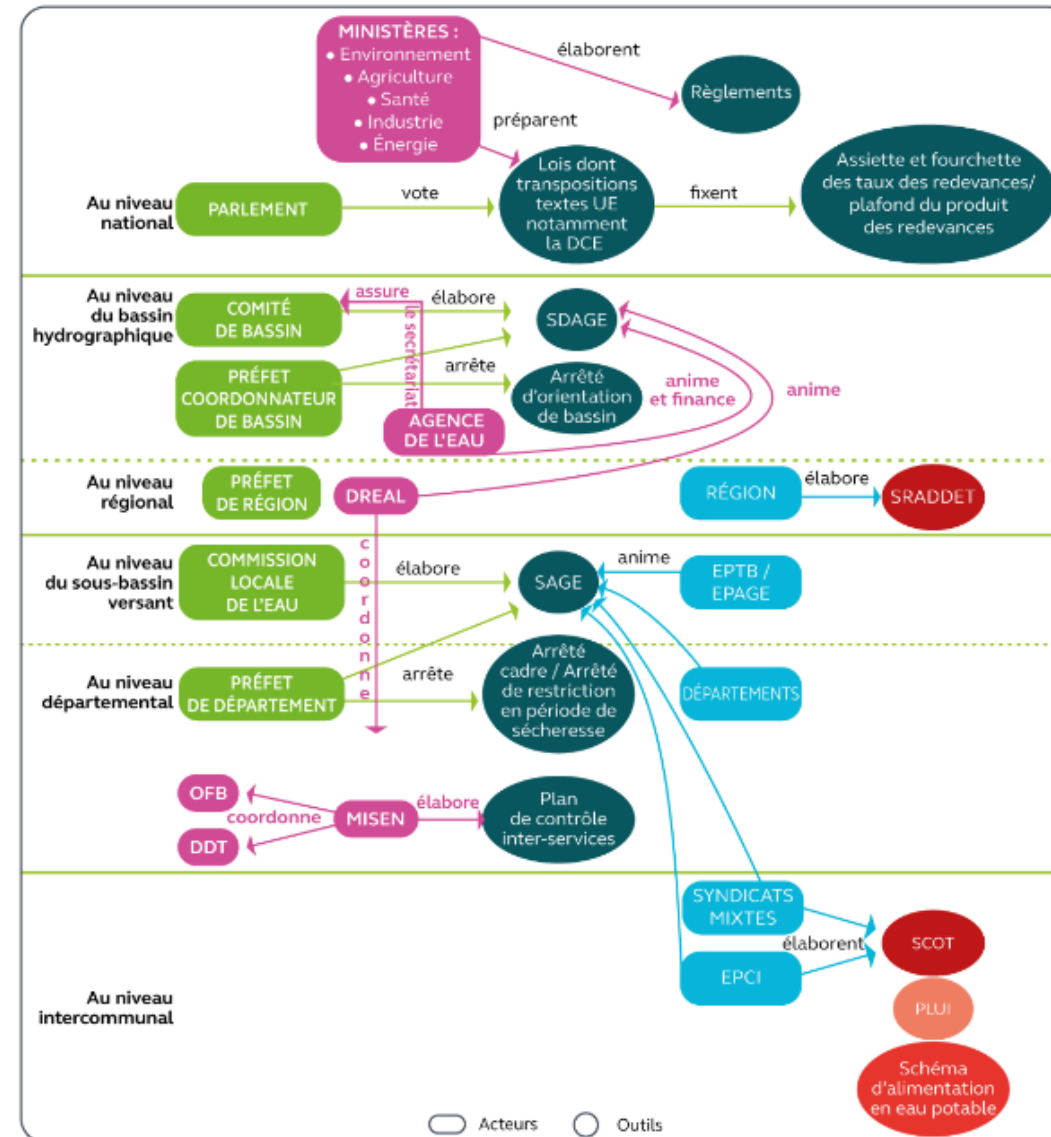 MINISTÈRES :
• Environnement
• Agriculture
• Santé
• Industrie
• Énergie
élaborent
Règlements
préparent
Au niveau
national
PARLEMENT
vote
Lois dont
transpositions
textes UE
notamment
la DCE
fixent
Assiette et fourchette
des taux des redevances/
plafond du produit
des redevances
Au niveau
du bassin
hydrographique
COMITÉ
DE BASSIN
assure
le secrétariat
élabore
SDAGE
PRÉFET
COORDONNATEUR
DE BASSIN
arrête
Arrêté
d'orientation
de bassin
AGENCE
DE L'EAU
anime
et finance
anime
Au niveau
régional
PRÉFET
DE RÉGION
DREAL
RÉGION
élabore
SRADDET
Au niveau
du sous-bassin
versant
COMMISSION
LOCALE
DE L'EAU
coordonne
élabore
SAGE
anime
EPTB /
EPAGE
Au niveau
départemental
PRÉFET
DE DÉPARTEMENT
arrête
Arrêté
cadre / Arrêté
de restriction
en période de
sécheresse
DÉPARTEMENTS
OFB
coordonne
DDT
MISEN
élabore
Plan
de contrôle
inter-services
Au niveau
intercommunal
SYNDICATS
MIXTES
élaborent
EPCI
SCOT
PLUI
Schéma
d'alimentation
en eau potable
Acteurs
Outils